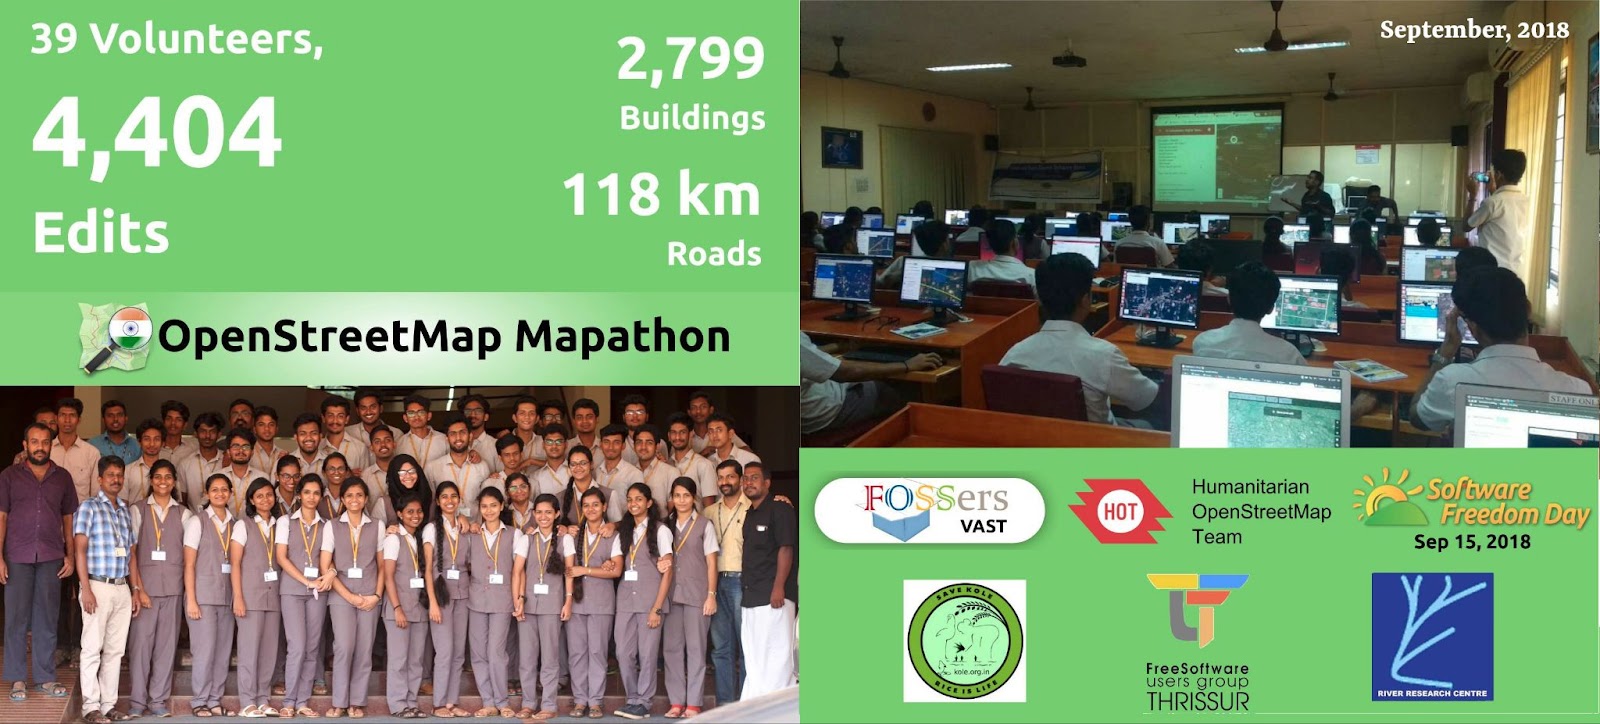 39 Volunteers,
4,404
Edits
2,799
Buildings
118 km
Roads
OpenStreetMap Mapathon
September, 2018
STAFF ONL
FOSSers
VAST
HOT
Humanitarian
OpenStreetMap
Team
Software
Freedom Day
Sep 15, 2018
SAVE KOLE
kole.org.in
RICE IS LIFE
FreeSoftware
users group
THRISSUR
RIVER RESEARCH CENTRE